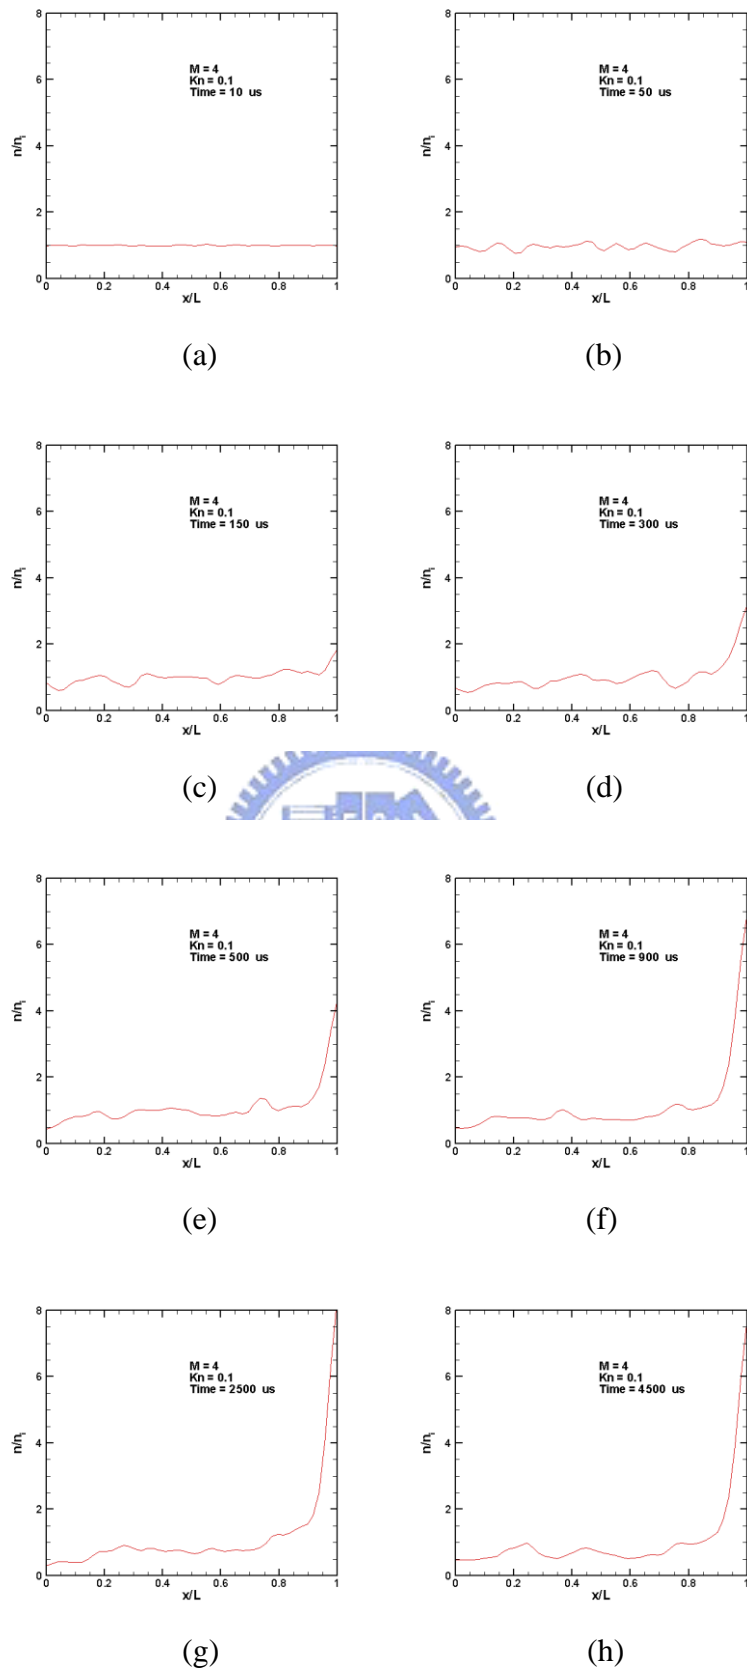 8
6
4
2
0
n/nᵢ
M = 4
Kn = 0.1
Time = 10 us
0
0.2
0.4
0.6
0.8
1
x/L
(a)
8
6
4
2
0
n/nᵢ
M = 4
Kn = 0.1
Time = 50 us
0
0.2
0.4
0.6
0.8
1
x/L
(b)
8
6
4
2
0
n/nᵢ
M = 4
Kn = 0.1
Time = 150 us
0
0.2
0.4
0.6
0.8
1
x/L
(c)
8
6
4
2
0
n/nᵢ
M = 4
Kn = 0.1
Time = 300 us
0
0.2
0.4
0.6
0.8
1
x/L
(d)
8
6
4
2
0
n/nᵢ
M = 4
Kn = 0.1
Time = 500 us
0
0.2
0.4
0.6
0.8
1
x/L
(e)
8
6
4
2
0
n/nᵢ
M = 4
Kn = 0.1
Time = 900 us
0
0.2
0.4
0.6
0.8
1
x/L
(f)
8
6
4
2
0
n/nᵢ
M = 4
Kn = 0.1
Time = 2500 us
0
0.2
0.4
0.6
0.8
1
x/L
(g)
8
6
4
2
0
n/nᵢ
M = 4
Kn = 0.1
Time = 4500 us
0
0.2
0.4
0.6
0.8
1
x/L
(h)